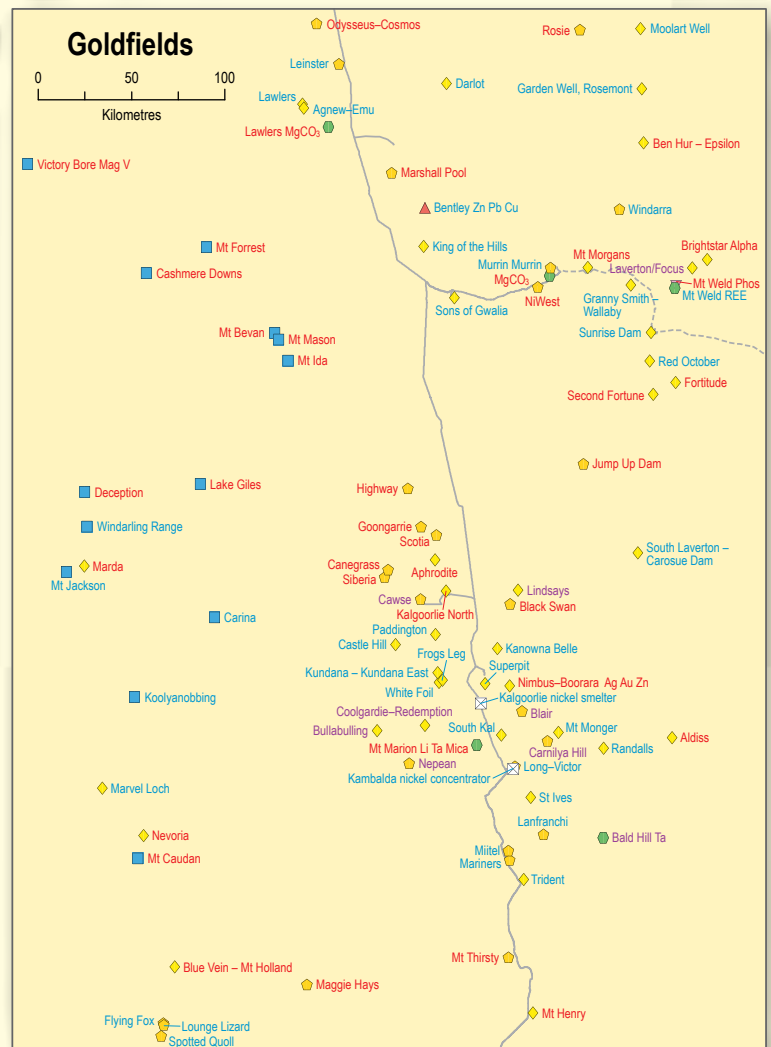 Goldfields
0 50 100
Kilometres
Odysseus–Cosmos
Rosie
Moolart Well
Leinster
Darlot
Garden Well, Rosemont
Lawlers
Agnew–Emu
Lawlers MgCO₃
Ben Hur – Epsilon
Victory Bore Mag V
Marshall Pool
Bentley Zn Pb Cu
Windarra
Mt Forrest
King of the Hills
Brightstar Alpha
Mt Morgans
Murrin Murrin
Laverton/Focus
Cashmere Downs
MgCO₃
Mt Weld Phos
NiWest
Granny Smith –
Wallaby
Mt Weld REE
Sons of Gwalia
Mt Bevan
Mt Mason
Sunrise Dam
Mt Ida
Red October
Fortitude
Second Fortune
Jump Up Dam
Deception
Lake Giles
Highway
Windarling Range
Goongarrie
Scotia
South Laverton –
Carosue Dam
Marda
Canegrass
Siberia
Aphrodite
Mt Jackson
Lindsays
Cawse
Black Swan
Kalgoorlie North
Carina
Paddington
Castle Hill
Kanowna Belle
Frogs Leg
Superpit
Kundana – Kundana East
Nimbus–Boorara Ag Au Zn
White Foil
Koolyanobbing
Kalgoorlie nickel smelter
Coolgardie–Redemption
Blair
Bullabulling
South Kal
Mt Monger
Aldiss
Mt Marion Li Ta Mica
Carnilya Hill
Randalls
Nepean
Long–Victor
Kambalda nickel concentrator
Marvel Loch
St Ives
Lanfranchi
Nevoria
Bald Hill Ta
Miitel
Mt Caudan
Mariners
Trident
Mt Thirsty
Blue Vein – Mt Holland
Maggie Hays
Mt Henry
Flying Fox
Lounge Lizard
Spotted Quoll